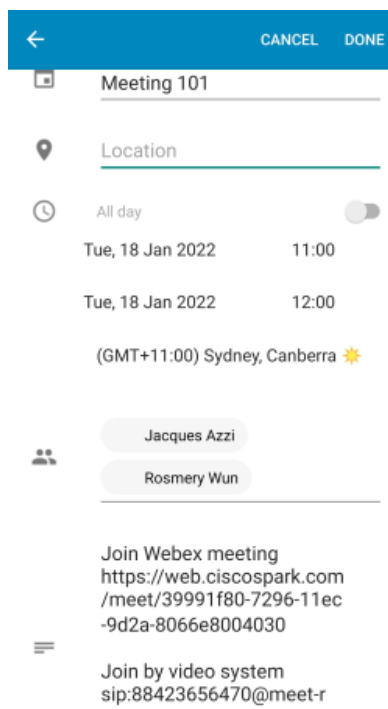 CANCEL DONE
Meeting 101
Location
All day
Tue, 18 Jan 2022 11:00
Tue, 18 Jan 2022 12:00
(GMT+11:00) Sydney, Canberra ☀️
Jacques Azzi
Rosmery Wun
Join Webex meeting
https://web.ciscospark.com
/meet/39991f80-7296-11ec
-9d2a-8066e8004030
Join by video system
sip:88423656470@meet-r